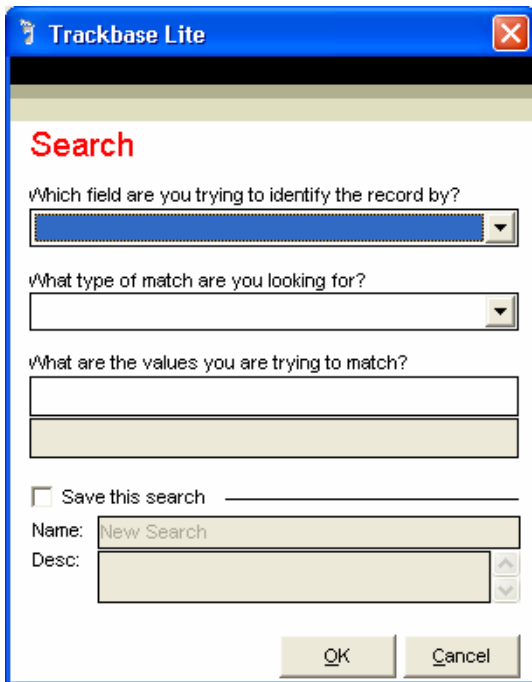 Trackbase Lite
Search
Which field are you trying to identify the record by?
What type of match are you looking for?
What are the values you are trying to match?
Save this search
Name: New Search
Desc:
OK Cancel